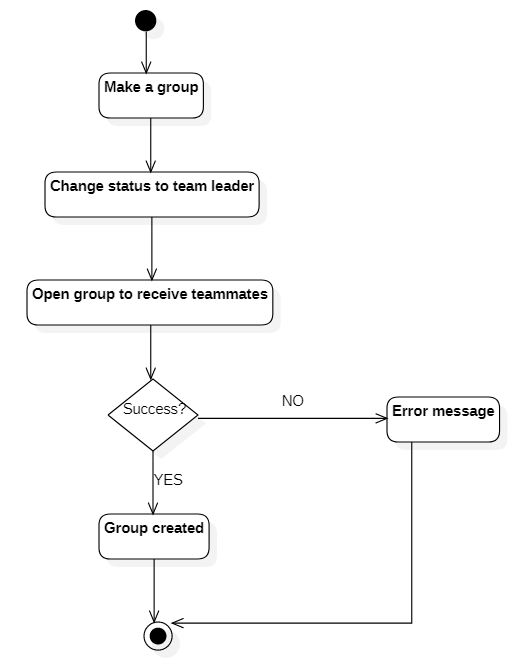 Make a group
Change status to team leader
Open group to receive teammates
Success?
NO
Error message
YES
Group created